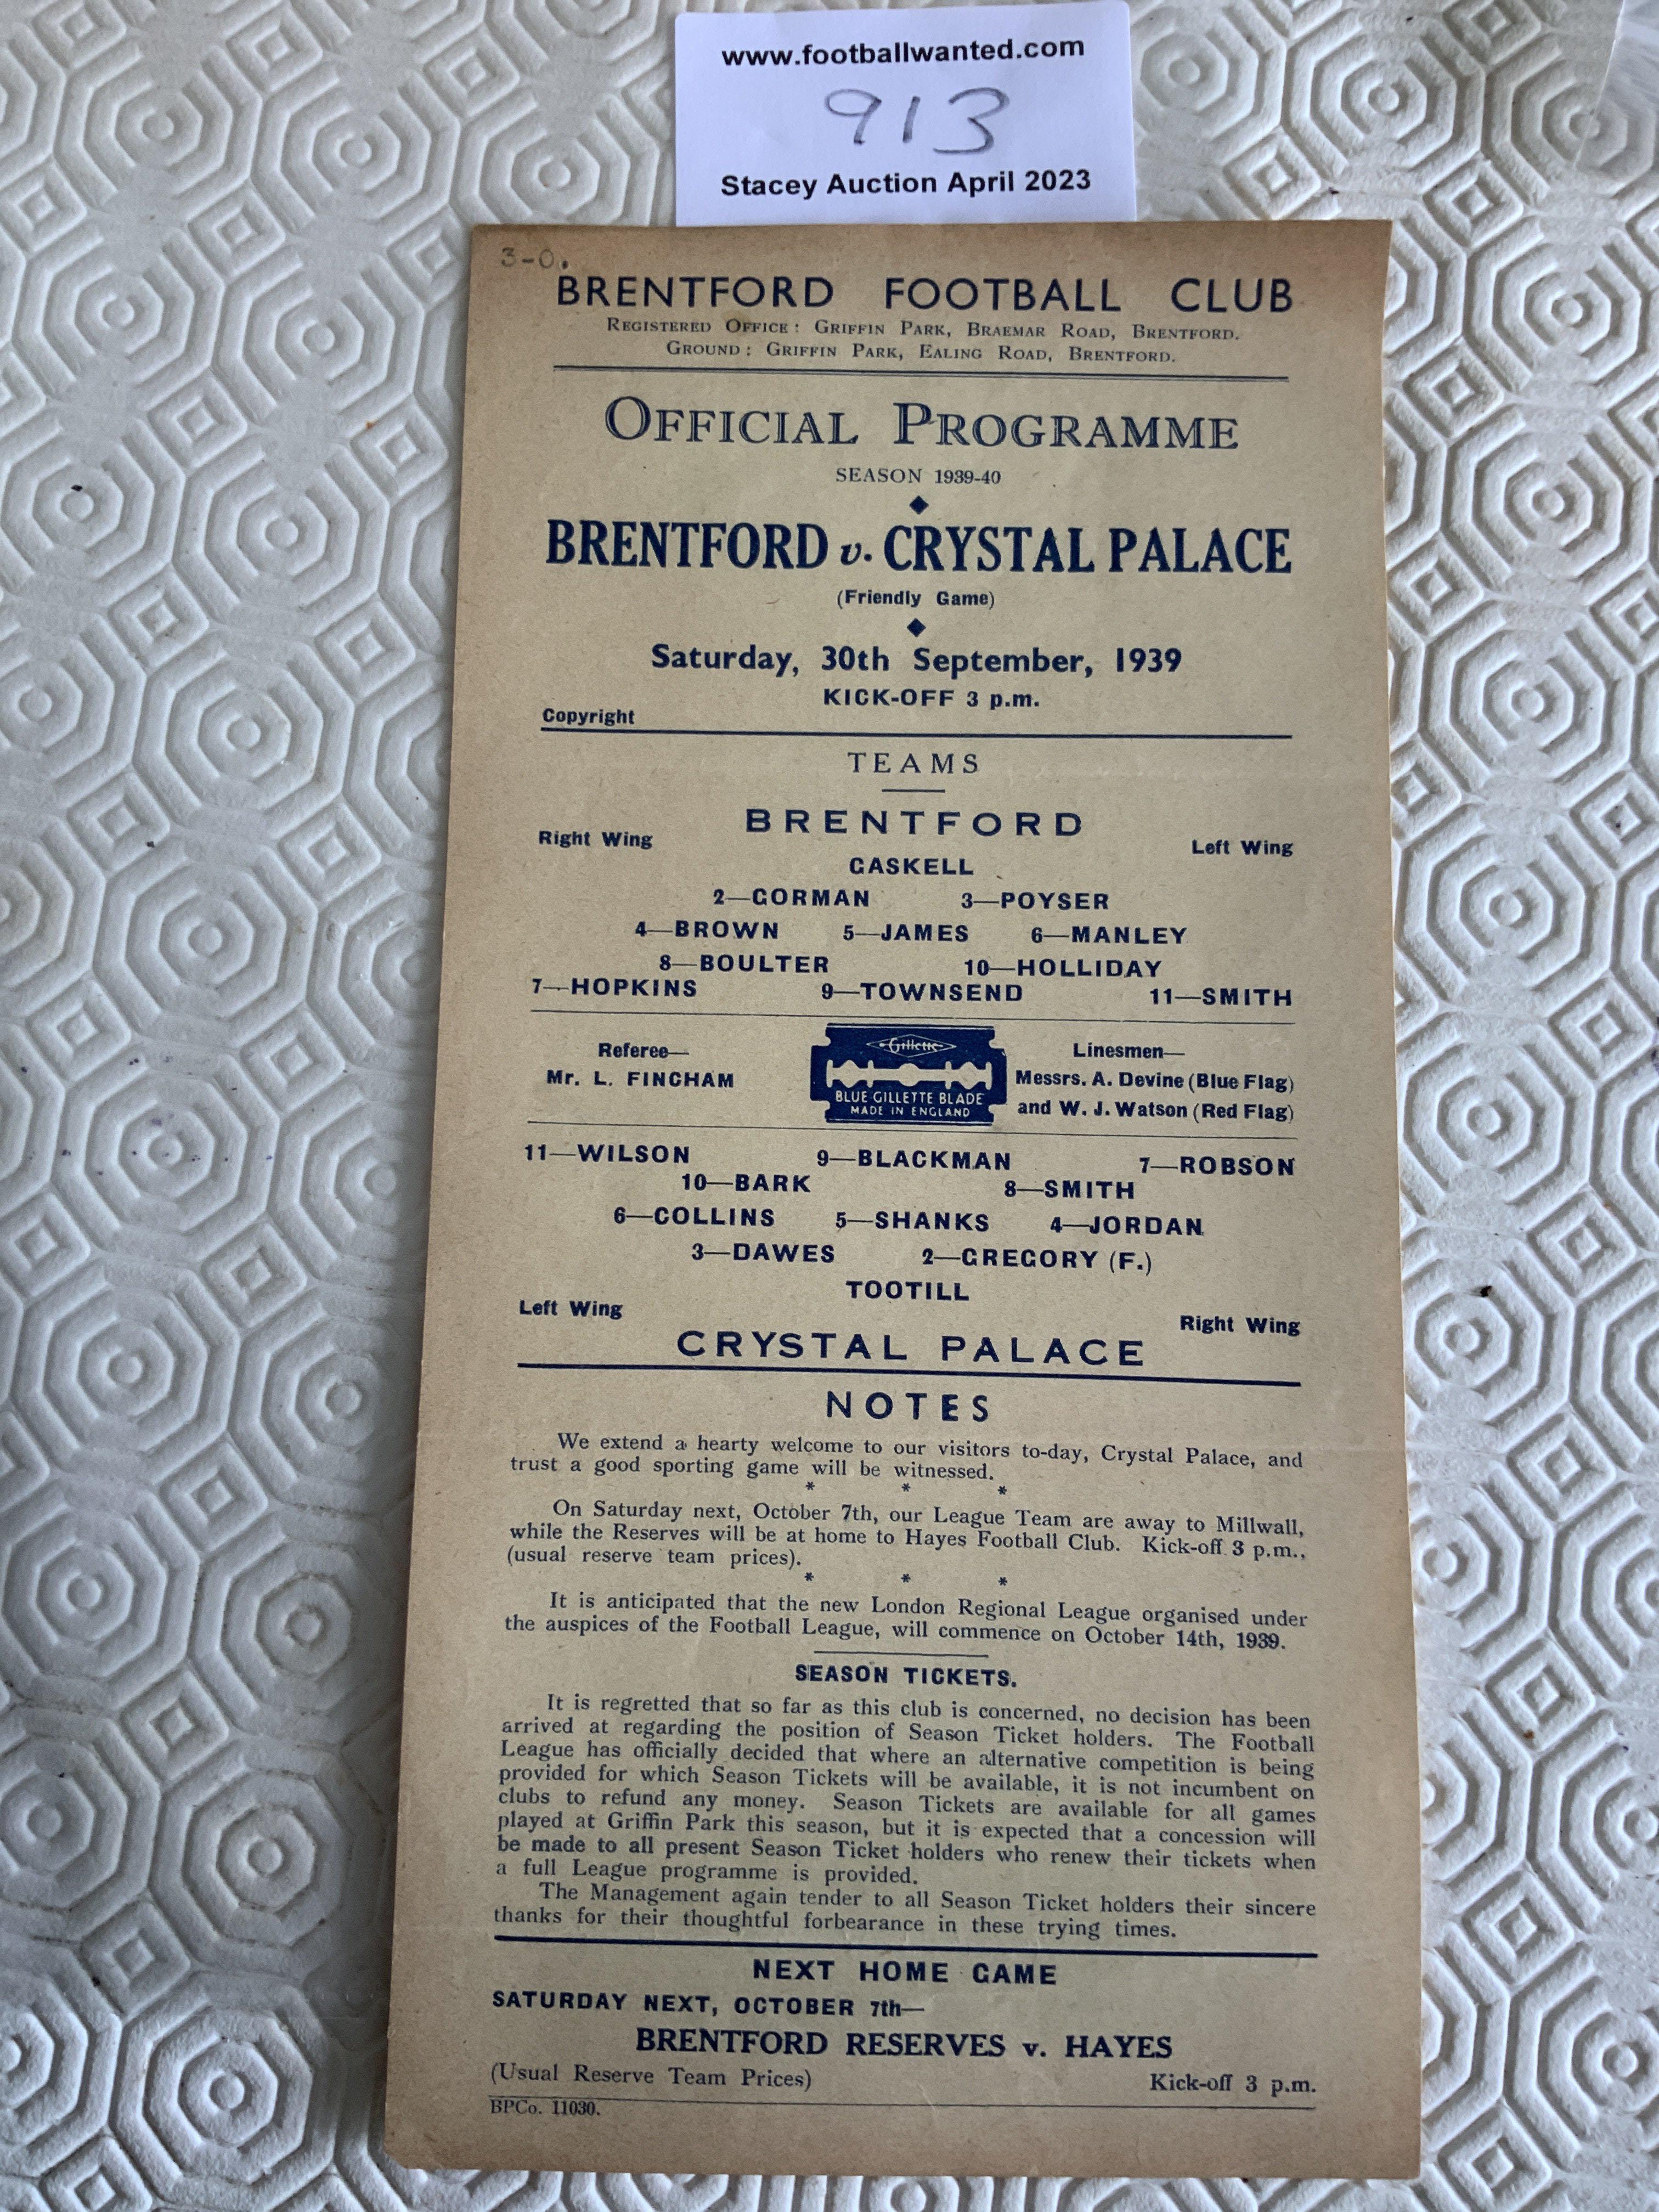 www.footballwanted.com
913
Stacey Auction April 2023
3-0.
BRENTFORD FOOTBALL CLUB
REGISTERED OFFICE: GRIFFIN PARK, BRAEMAR ROAD, BRENTFORD.
GROUND: GRIFFIN PARK, EALING ROAD, BRENTFORD.
OFFICIAL PROGRAMME
SEASON 1939-40
BRENTFORD v. CRYSTAL PALACE
(Friendly Game)
Saturday, 30th September, 1939
KICK-OFF 3 p.m.
Copyright
TEAMS
BRENTFORD
Right Wing Left Wing
GASKELL
2—GORMAN 3—POYSER
4—BROWN 5—JAMES 6—MANLEY
8—BOULTER 10—HOLLIDAY
7—HOPKINS 9—TOWNSEND 11—SMITH
Referee—
Mr. L. FINCHAM
Gillette
BLUE GILLETTE BLADE
MADE IN ENGLAND
Linesmen—
Messrs. A. Devine (Blue Flag)
and W. J. Watson (Red Flag)
11—WILSON 9—BLACKMAN 7—ROBSON
10—BARK 8—SMITH
6—COLLINS 5—SHANKS 4—JORDAN
3—DAWES 2—GREGORY (F.)
TOOTILL
Left Wing Right Wing
CRYSTAL PALACE
NOTES
We extend a hearty welcome to our visitors to-day, Crystal Palace, and
trust a good sporting game will be witnessed.
* * *
On Saturday next, October 7th, our League Team are away to Millwall,
while the Reserves will be at home to Hayes Football Club. Kick-off 3 p.m.,
(usual reserve team prices).
* * *
It is anticipated that the new London Regional League organised under
the auspices of the Football League, will commence on October 14th, 1939.
SEASON TICKETS.
It is regretted that so far as this club is concerned, no decision has been
arrived at regarding the position of Season Ticket holders. The Football
League has officially decided that where an alternative competition is being
provided for which Season Tickets will be available, it is not incumbent on
clubs to refund any money. Season Tickets are available for all games
played at Griffin Park this season, but it is expected that a concession will
be made to all present Season Ticket holders who renew their tickets when
a full League programme is provided.
The Management again tender to all Season Ticket holders their sincere
thanks for their thoughtful forbearance in these trying times.
NEXT HOME GAME
SATURDAY NEXT, OCTOBER 7th—
BRENTFORD RESERVES v. HAYES
(Usual Reserve Team Prices) Kick-off 3 p.m.
BPCo. 11030.